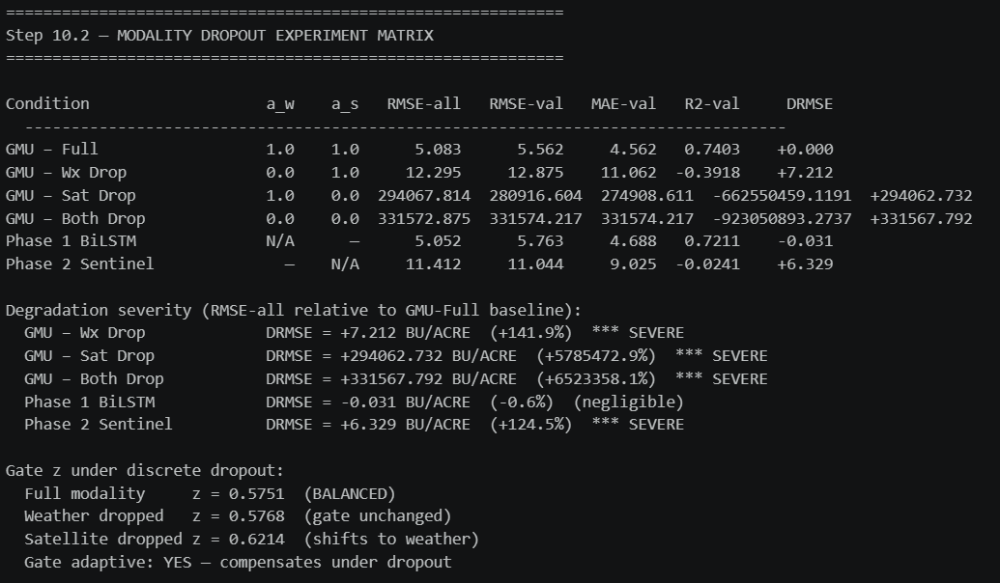 ============================================================
Step 10.2 — MODALITY DROPOUT EXPERIMENT MATRIX
============================================================
Condition a_w a_s RMSE-all RMSE-val MAE-val R2-val DRMSE
----------------------------------------------------------------------------------
GMU – Full 1.0 1.0 5.083 5.562 4.562 0.7403 +0.000
GMU – Wx Drop 0.0 1.0 12.295 12.875 11.062 -0.3918 +7.212
GMU – Sat Drop 1.0 0.0 294067.814 280916.604 274908.611 -662550459.1191 +294062.732
GMU – Both Drop 0.0 0.0 331572.875 331574.217 331574.217 -923050893.2737 +331567.792
Phase 1 BiLSTM N/A — 5.052 5.763 4.688 0.7211 -0.031
Phase 2 Sentinel — N/A 11.412 11.044 9.025 -0.0241 +6.329
Degradation severity (RMSE-all relative to GMU-Full baseline):
GMU – Wx Drop DRMSE = +7.212 BU/ACRE (+141.9%) *** SEVERE
GMU – Sat Drop DRMSE = +294062.732 BU/ACRE (+5785472.9%) *** SEVERE
GMU – Both Drop DRMSE = +331567.792 BU/ACRE (+6523358.1%) *** SEVERE
Phase 1 BiLSTM DRMSE = -0.031 BU/ACRE (-0.6%) (negligible)
Phase 2 Sentinel DRMSE = +6.329 BU/ACRE (+124.5%) *** SEVERE
Gate z under discrete dropout:
Full modality z = 0.5751 (BALANCED)
Weather dropped z = 0.5768 (gate unchanged)
Satellite dropped z = 0.6214 (shifts to weather)
Gate adaptive: YES — compensates under dropout